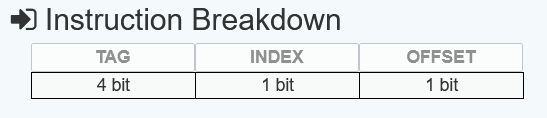 Instruction Breakdown
TAG INDEX OFFSET
4 bit 1 bit 1 bit